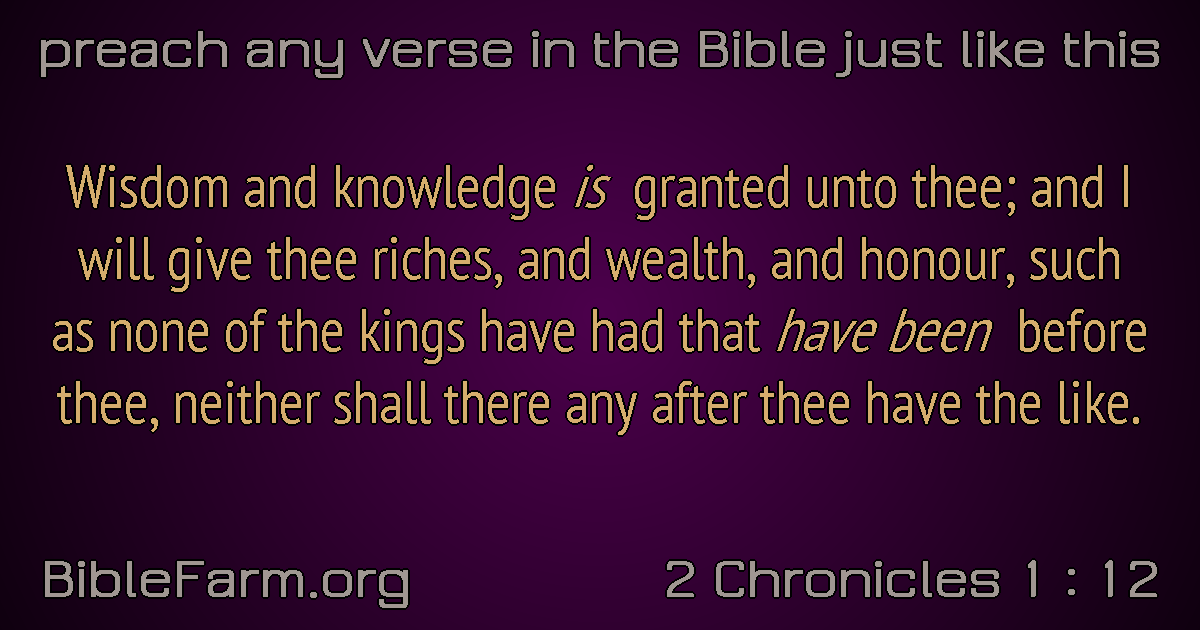 preach any verse in the Bible just like this
Wisdom and knowledge is granted unto thee; and I
will give thee riches, and wealth, and honour, such
as none of the kings have had that have been before
thee, neither shall there any after thee have the like.
BibleFarm.org
2 Chronicles 1 : 12